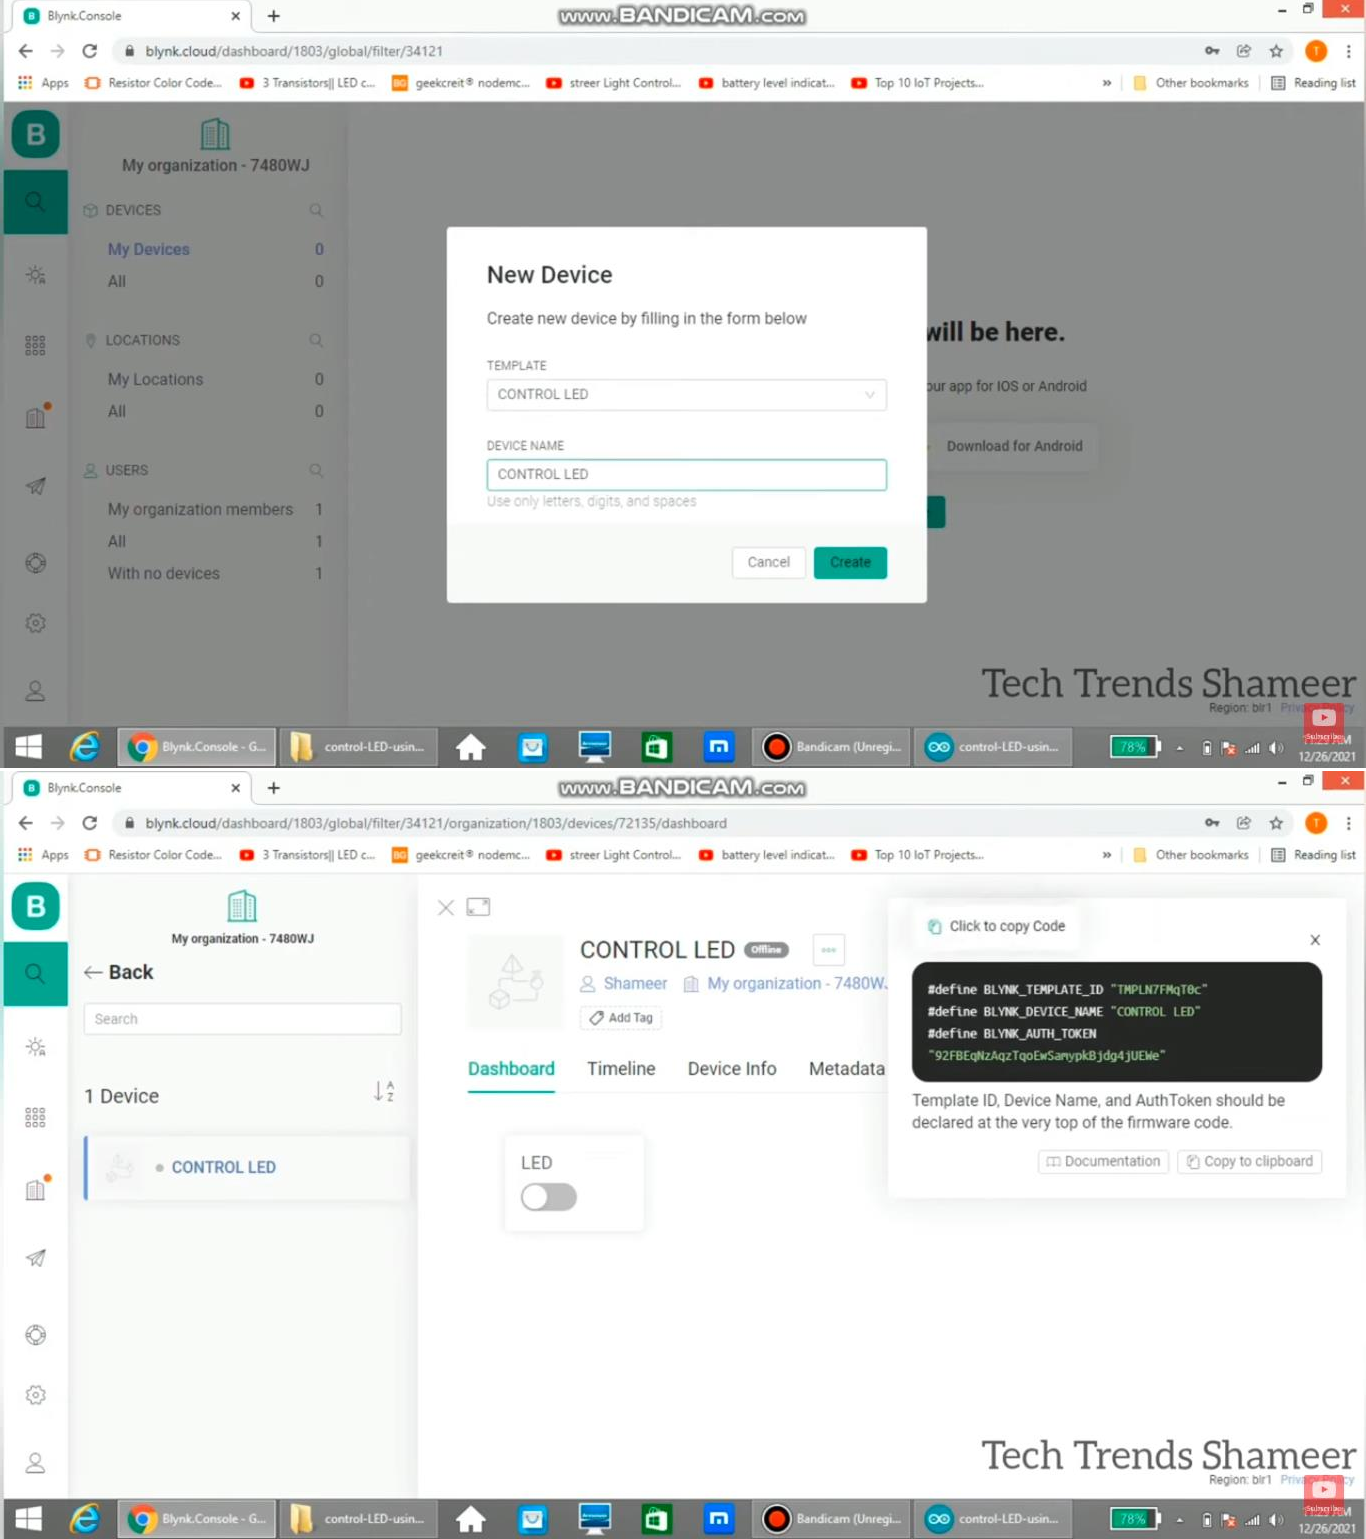 Blynk.Console
www.BANDICAM.com
blynk.cloud/dashboard/1803/global/filter/34121
Apps
Resistor Color Code...
3 Transistors|| LED c...
geekcreit® nodemc...
streer Light Control...
battery level indicat...
Top 10 IoT Projects...
»
Other bookmarks
Reading list
B
My organization - 7480WJ
DEVICES
My Devices 0
All 0
LOCATIONS
My Locations 0
All 0
USERS
My organization members 1
All 1
With no devices 1
New Device
Create new device by filling in the form below
TEMPLATE
CONTROL LED
DEVICE NAME
CONTROL LED
Use only letters, digits, and spaces
Cancel
Create
will be here.
our app for IOS or Android
Download for Android
Tech Trends Shameer
Region: blr1
Blynk.Console - G...
control-LED-usin...
Bandicam (Unregi...
control-LED-usin...
78%
Subscribe
12/26/2021
Blynk.Console
www.BANDICAM.com
blynk.cloud/dashboard/1803/global/filter/34121/organization/1803/devices/72135/dashboard
Apps
Resistor Color Code...
3 Transistors|| LED c...
geekcreit® nodemc...
streer Light Control...
battery level indicat...
Top 10 IoT Projects...
»
Other bookmarks
Reading list
B
My organization - 7480WJ
Back
Search
1 Device
CONTROL LED
CONTROL LED
Offline
Shameer
My organization - 7480W.
Add Tag
Dashboard
Timeline
Device Info
Metadata
LED
Click to copy Code
#define BLYNK_TEMPLATE_ID "TMPLN7FMqT0c"
#define BLYNK_DEVICE_NAME "CONTROL LED"
#define BLYNK_AUTH_TOKEN
"92FBEqNzAqzTqoEwSamypkBjdg4jUEWe"
Template ID, Device Name, and AuthToken should be
declared at the very top of the firmware code.
Documentation
Copy to clipboard
Tech Trends Shameer
Region: blr1
Blynk.Console - G...
control-LED-usin...
Bandicam (Unregi...
control-LED-usin...
78%
Subscribe
12/26/2021